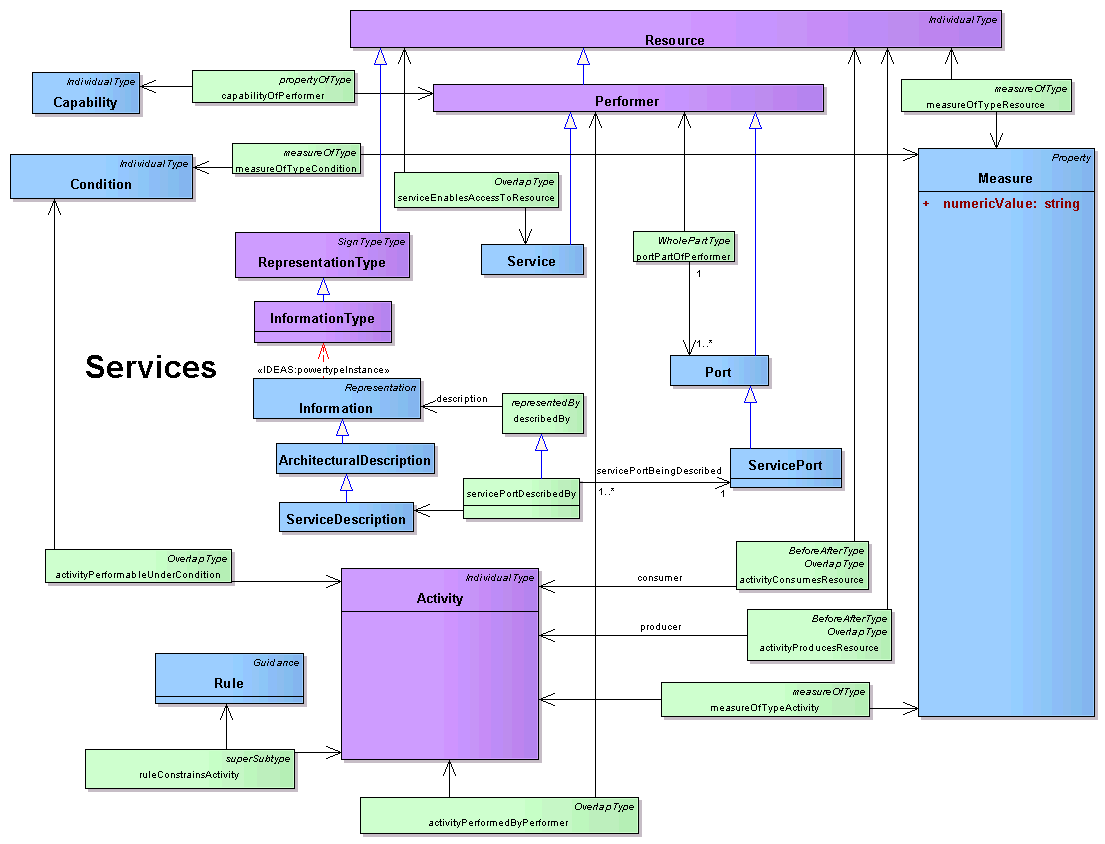 IndividualType
Resource
IndividualType
Capability
propertyOfType
capabilityOfPerformer
Performer
measureOfType
measureOfTypeResource
IndividualType
Condition
measureOfType
measureOfTypeCondition
Property
Measure
+ numericValue: string
OverlapType
serviceEnablesAccessToResource
Service
WholePartType
portPartOfPerformer
1
SignTypeType
RepresentationType
InformationType
Services
1..*
Port
«IDEAS:powertypeInstance»
Representation
Information
description
representedBy
describedBy
ArchitecturalDescription
servicePortBeingDescribed
ServicePort
servicePortDescribedBy
1..*
1
ServiceDescription
OverlapType
activityPerformableUnderCondition
IndividualType
Activity
consumer
BeforeAfterType
OverlapType
activityConsumesResource
producer
BeforeAfterType
OverlapType
activityProducesResource
Guidance
Rule
measureOfType
measureOfTypeActivity
superSubtype
ruleConstrainsActivity
OverlapType
activityPerformedByPerformer